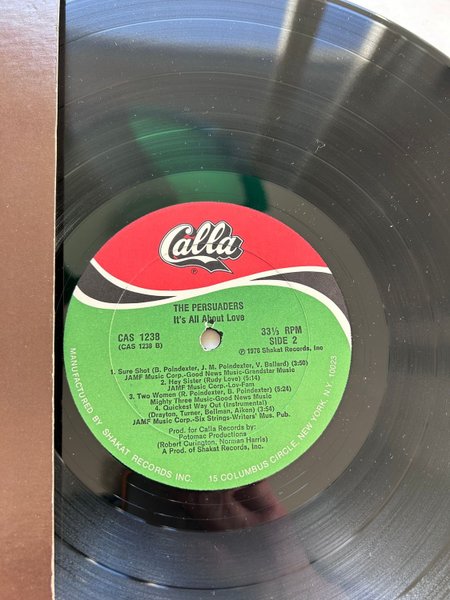 Calla
THE PERSUADERS
It's All About Love
CAS 1238
(CAS 1238 B)
33⅓ RPM
SIDE 2
℗ 1976 Shakat Records, Inc
1. Sure Shot (B. Poindexter, J. M. Poindexter, V. Bullard) (3:50)
JAMF Music Corp.-Good News Music-Grandstar Music
2. Hey Sister (Rudy Love) (5:14)
JAMF Music Corp.-Lou-Fam
3. Two Women (R. Poindexter, B. Poindexter) (5:24)
Mighty Three Music-Good News Music
4. Quickest Way Out (Instrumental)
(Drayton, Turner, Bellman, Aiken) (3:54)
JAMF Music Corp.-Six Strings-Writers' Mus. Pub.
Prod. for Calla Records by:
Potomac Productions
(Robert Curington, Norman Harris)
A Prod. of Shakat Records, Inc.
MANUFACTURED BY SHAKAT RECORDS INC. 15 COLUMBUS CIRCLE, NEW YORK, N.Y. 10023